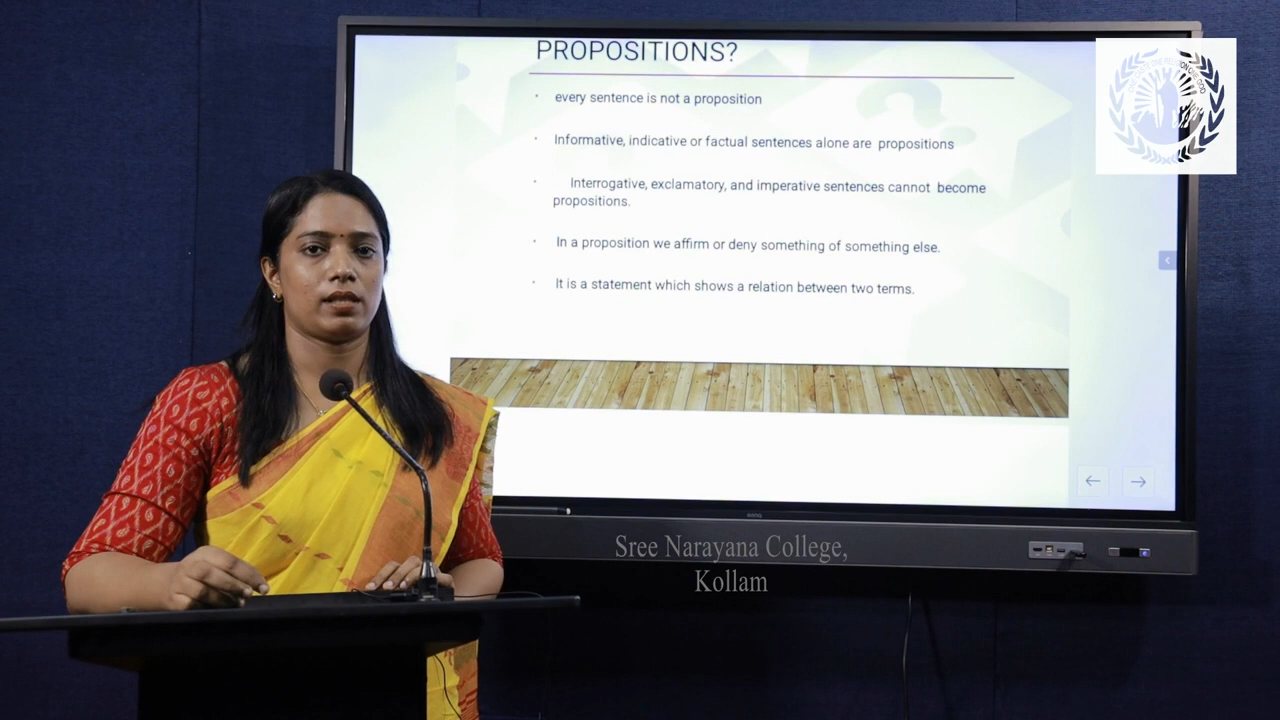 PROPOSITIONS?
every sentence is not a proposition
Informative, indicative or factual sentences alone are propositions
Interrogative, exclamatory, and imperative sentences cannot become
propositions.
In a proposition we affirm or deny something of something else.
It is a statement which shows a relation between two terms.
BenQ
Sree Narayana College,
Kollam